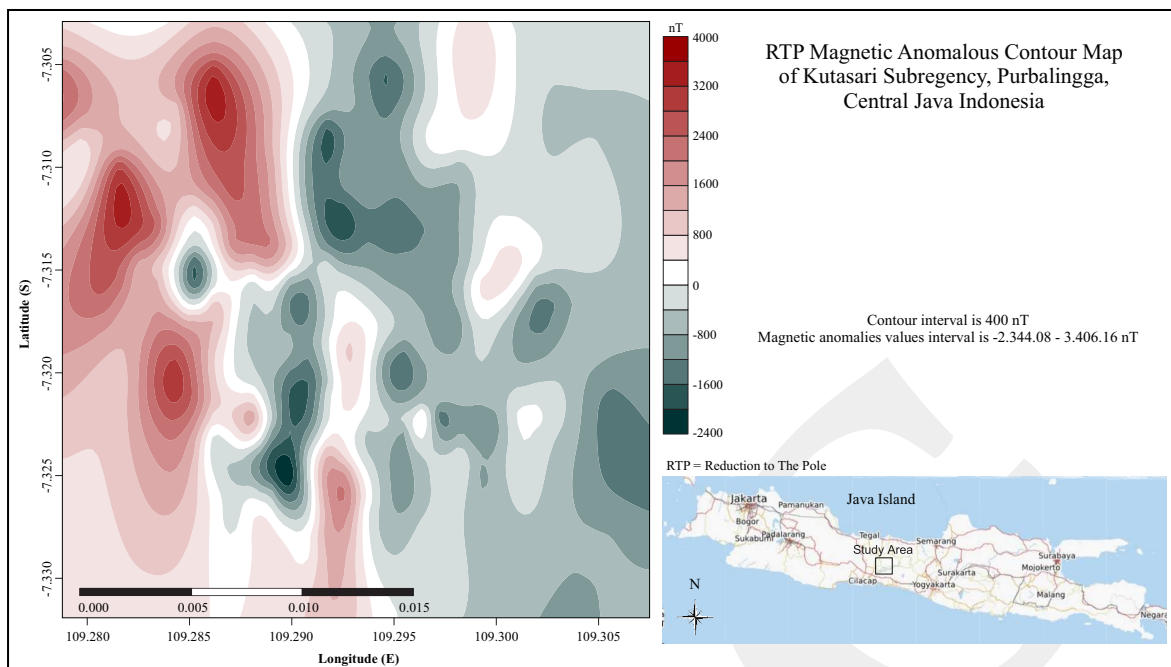 nT
4000
3200
2400
1600
800
0
-800
-1600
-2400
RTP Magnetic Anomalous Contour Map
of Kutasari Subregency, Purbalingga,
Central Java Indonesia
Contour interval is 400 nT
Magnetic anomalies values interval is -2.344.08 - 3.406.16 nT
-7.305
-7.310
-7.315
-7.320
-7.325
-7.330
Latitude (S)
0.000 0.005 0.010 0.015
109.280 109.285 109.290 109.295 109.300 109.305
Longitude (E)
RTP = Reduction to The Pole
Java Island
Jakarta
Pamanukan
Bogor
Padalarang
Sukabumi
Tegal
Semarang
Study Area
Surabaya
Cilacap
Surakarta
Mojokerto
Yogyakarta
Malang
Negara
N